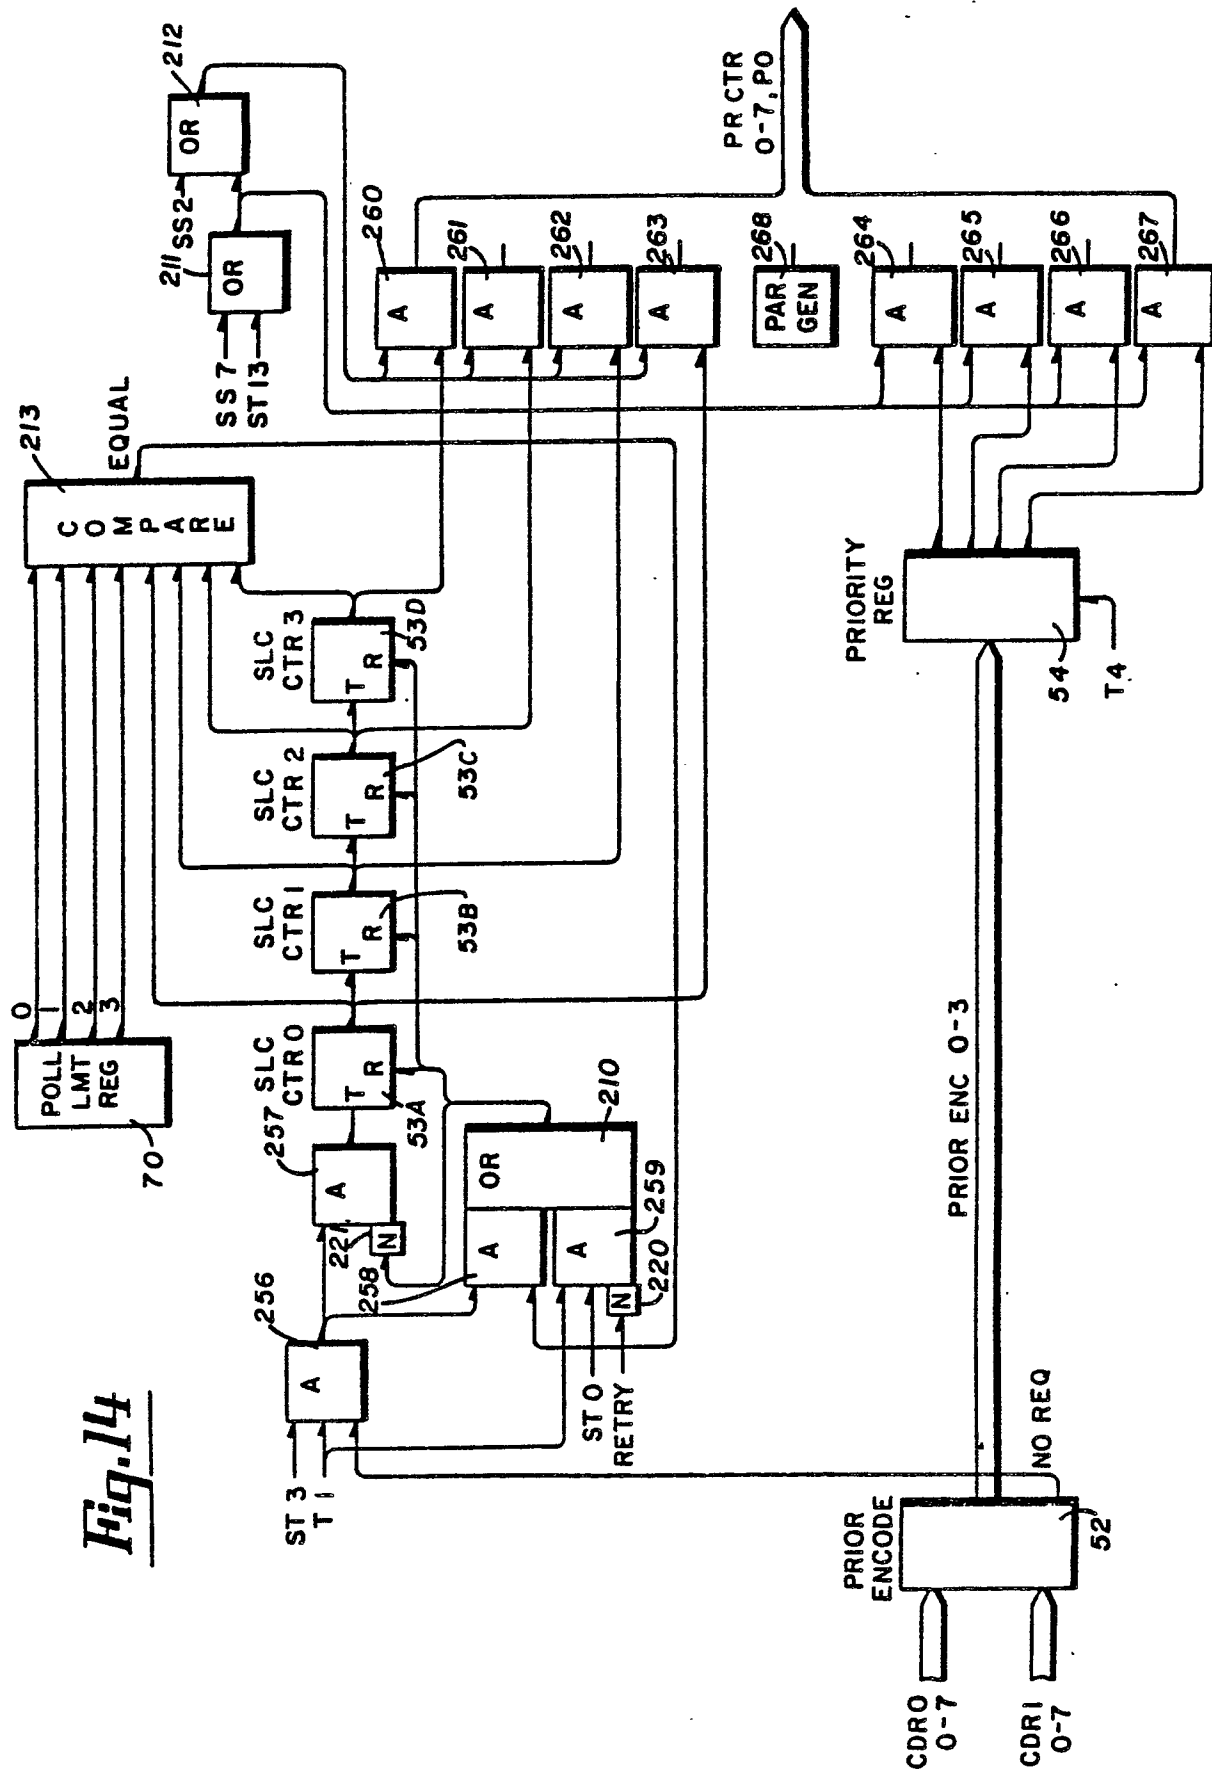 Fig. 14
POLL
LMT
REG
70
0
1
2
3
213
COMPARE
EQUAL
SS7
ST13
211
OR
SS2
OR
212
ST 3
T 1
256
A
257
A
221
N
SLC
CTR 0
T
R
53A
SLC
CTR 1
T
R
53B
SLC
CTR 2
T
R
53C
SLC
CTR 3
T
R
53D
258
A
A
OR
210
259
220
N
ST 0
RETRY
260
A
261
A
262
A
263
A
268
PAR
GEN
264
A
265
A
266
A
267
A
PR CTR
0-7, P0
CDR0
0-7
CDR1
0-7
PRIOR
ENCODE
52
NO REQ
PRIOR ENC 0-3
PRIORITY
REG
54
T4